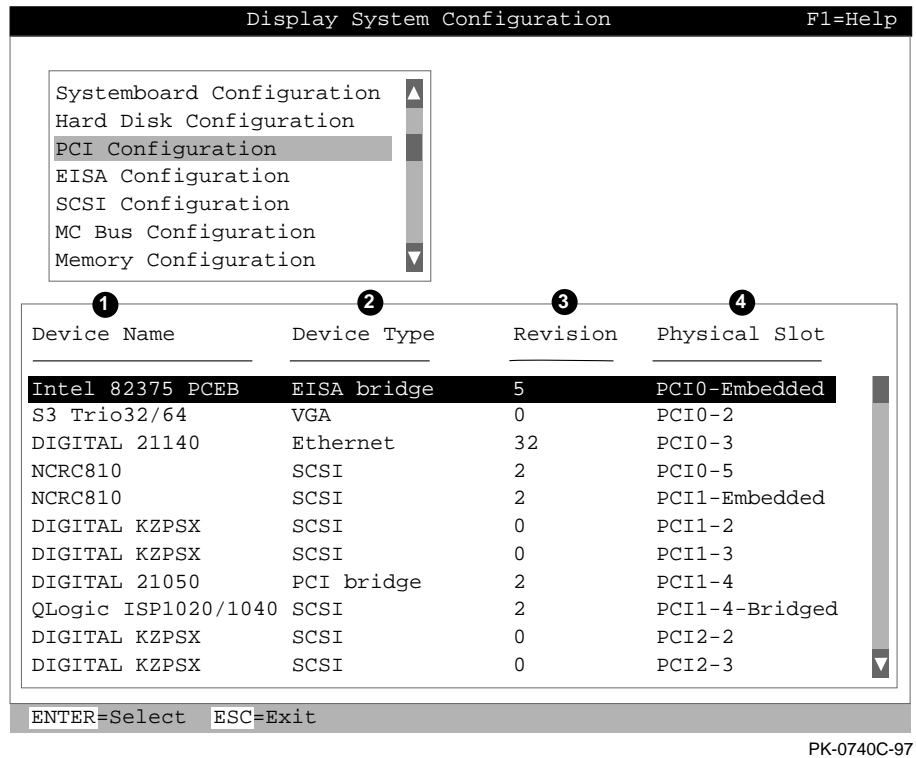 Display System Configuration F1=Help
Systemboard Configuration
Hard Disk Configuration
PCI Configuration
EISA Configuration
SCSI Configuration
MC Bus Configuration
Memory Configuration
1 2 3 4
Device Name Device Type Revision Physical Slot
Intel 82375 PCEB EISA bridge 5 PCI0-Embedded
S3 Trio32/64 VGA 0 PCI0-2
DIGITAL 21140 Ethernet 32 PCI0-3
NCRC810 SCSI 2 PCI0-5
NCRC810 SCSI 2 PCI1-Embedded
DIGITAL KZPSX SCSI 0 PCI1-2
DIGITAL KZPSX SCSI 0 PCI1-3
DIGITAL 21050 PCI bridge 2 PCI1-4
QLogic ISP1020/1040 SCSI 2 PCI1-4-Bridged
DIGITAL KZPSX SCSI 0 PCI2-2
DIGITAL KZPSX SCSI 0 PCI2-3
ENTER=Select ESC=Exit
PK-0740C-97